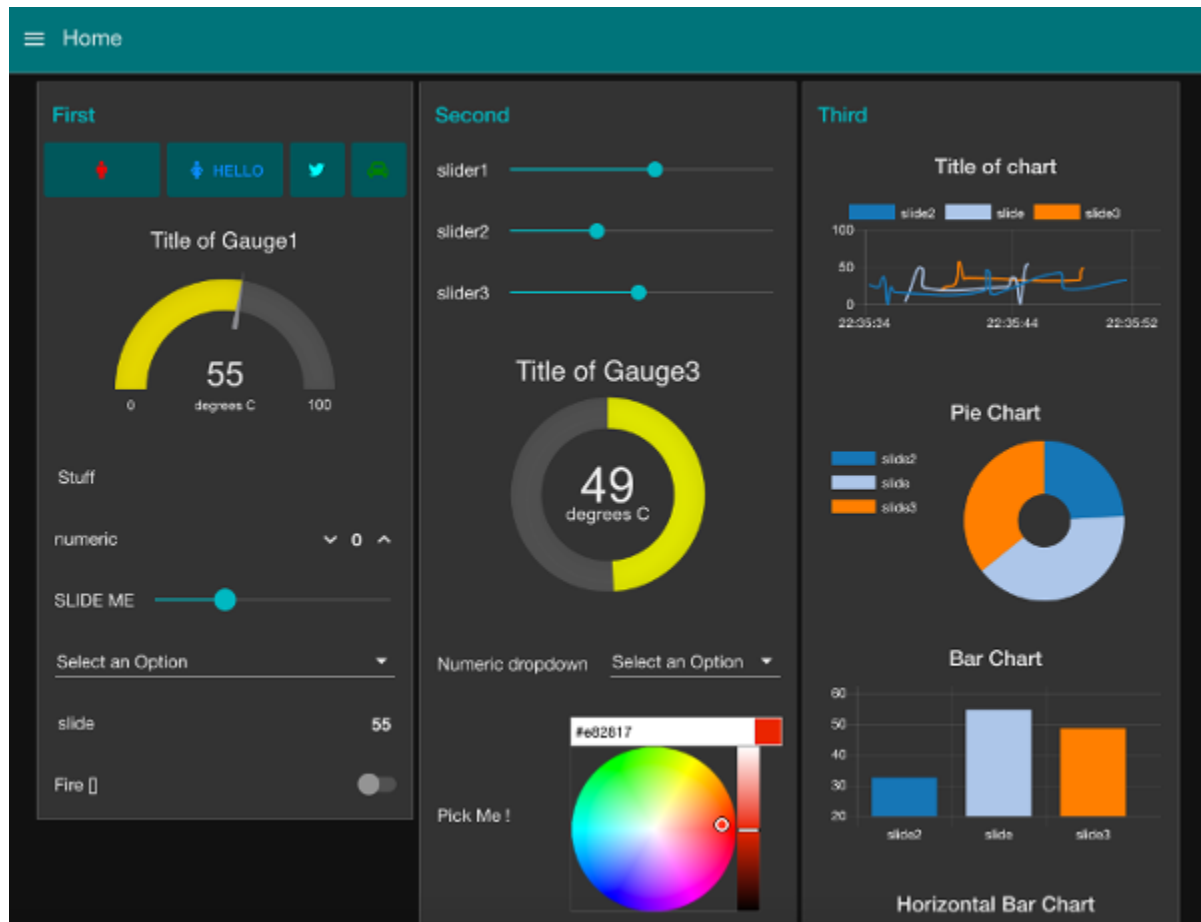 Home
First
HELLO
Title of Gauge1
55
degrees C
0
100
Stuff
numeric
0
SLIDE ME
Select an Option
slide
55
Fire []
Second
slider1
slider2
slider3
Title of Gauge3
49
degrees C
Numeric dropdown
Select an Option
#e82817
Pick Me !
Third
Title of chart
slide2
slide
slide3
100
50
0
22:35:34
22:35:44
22:35:52
Pie Chart
slide2
slide
slide3
Bar Chart
60
50
40
30
20
slide2
slide
slide3
Horizontal Bar Chart